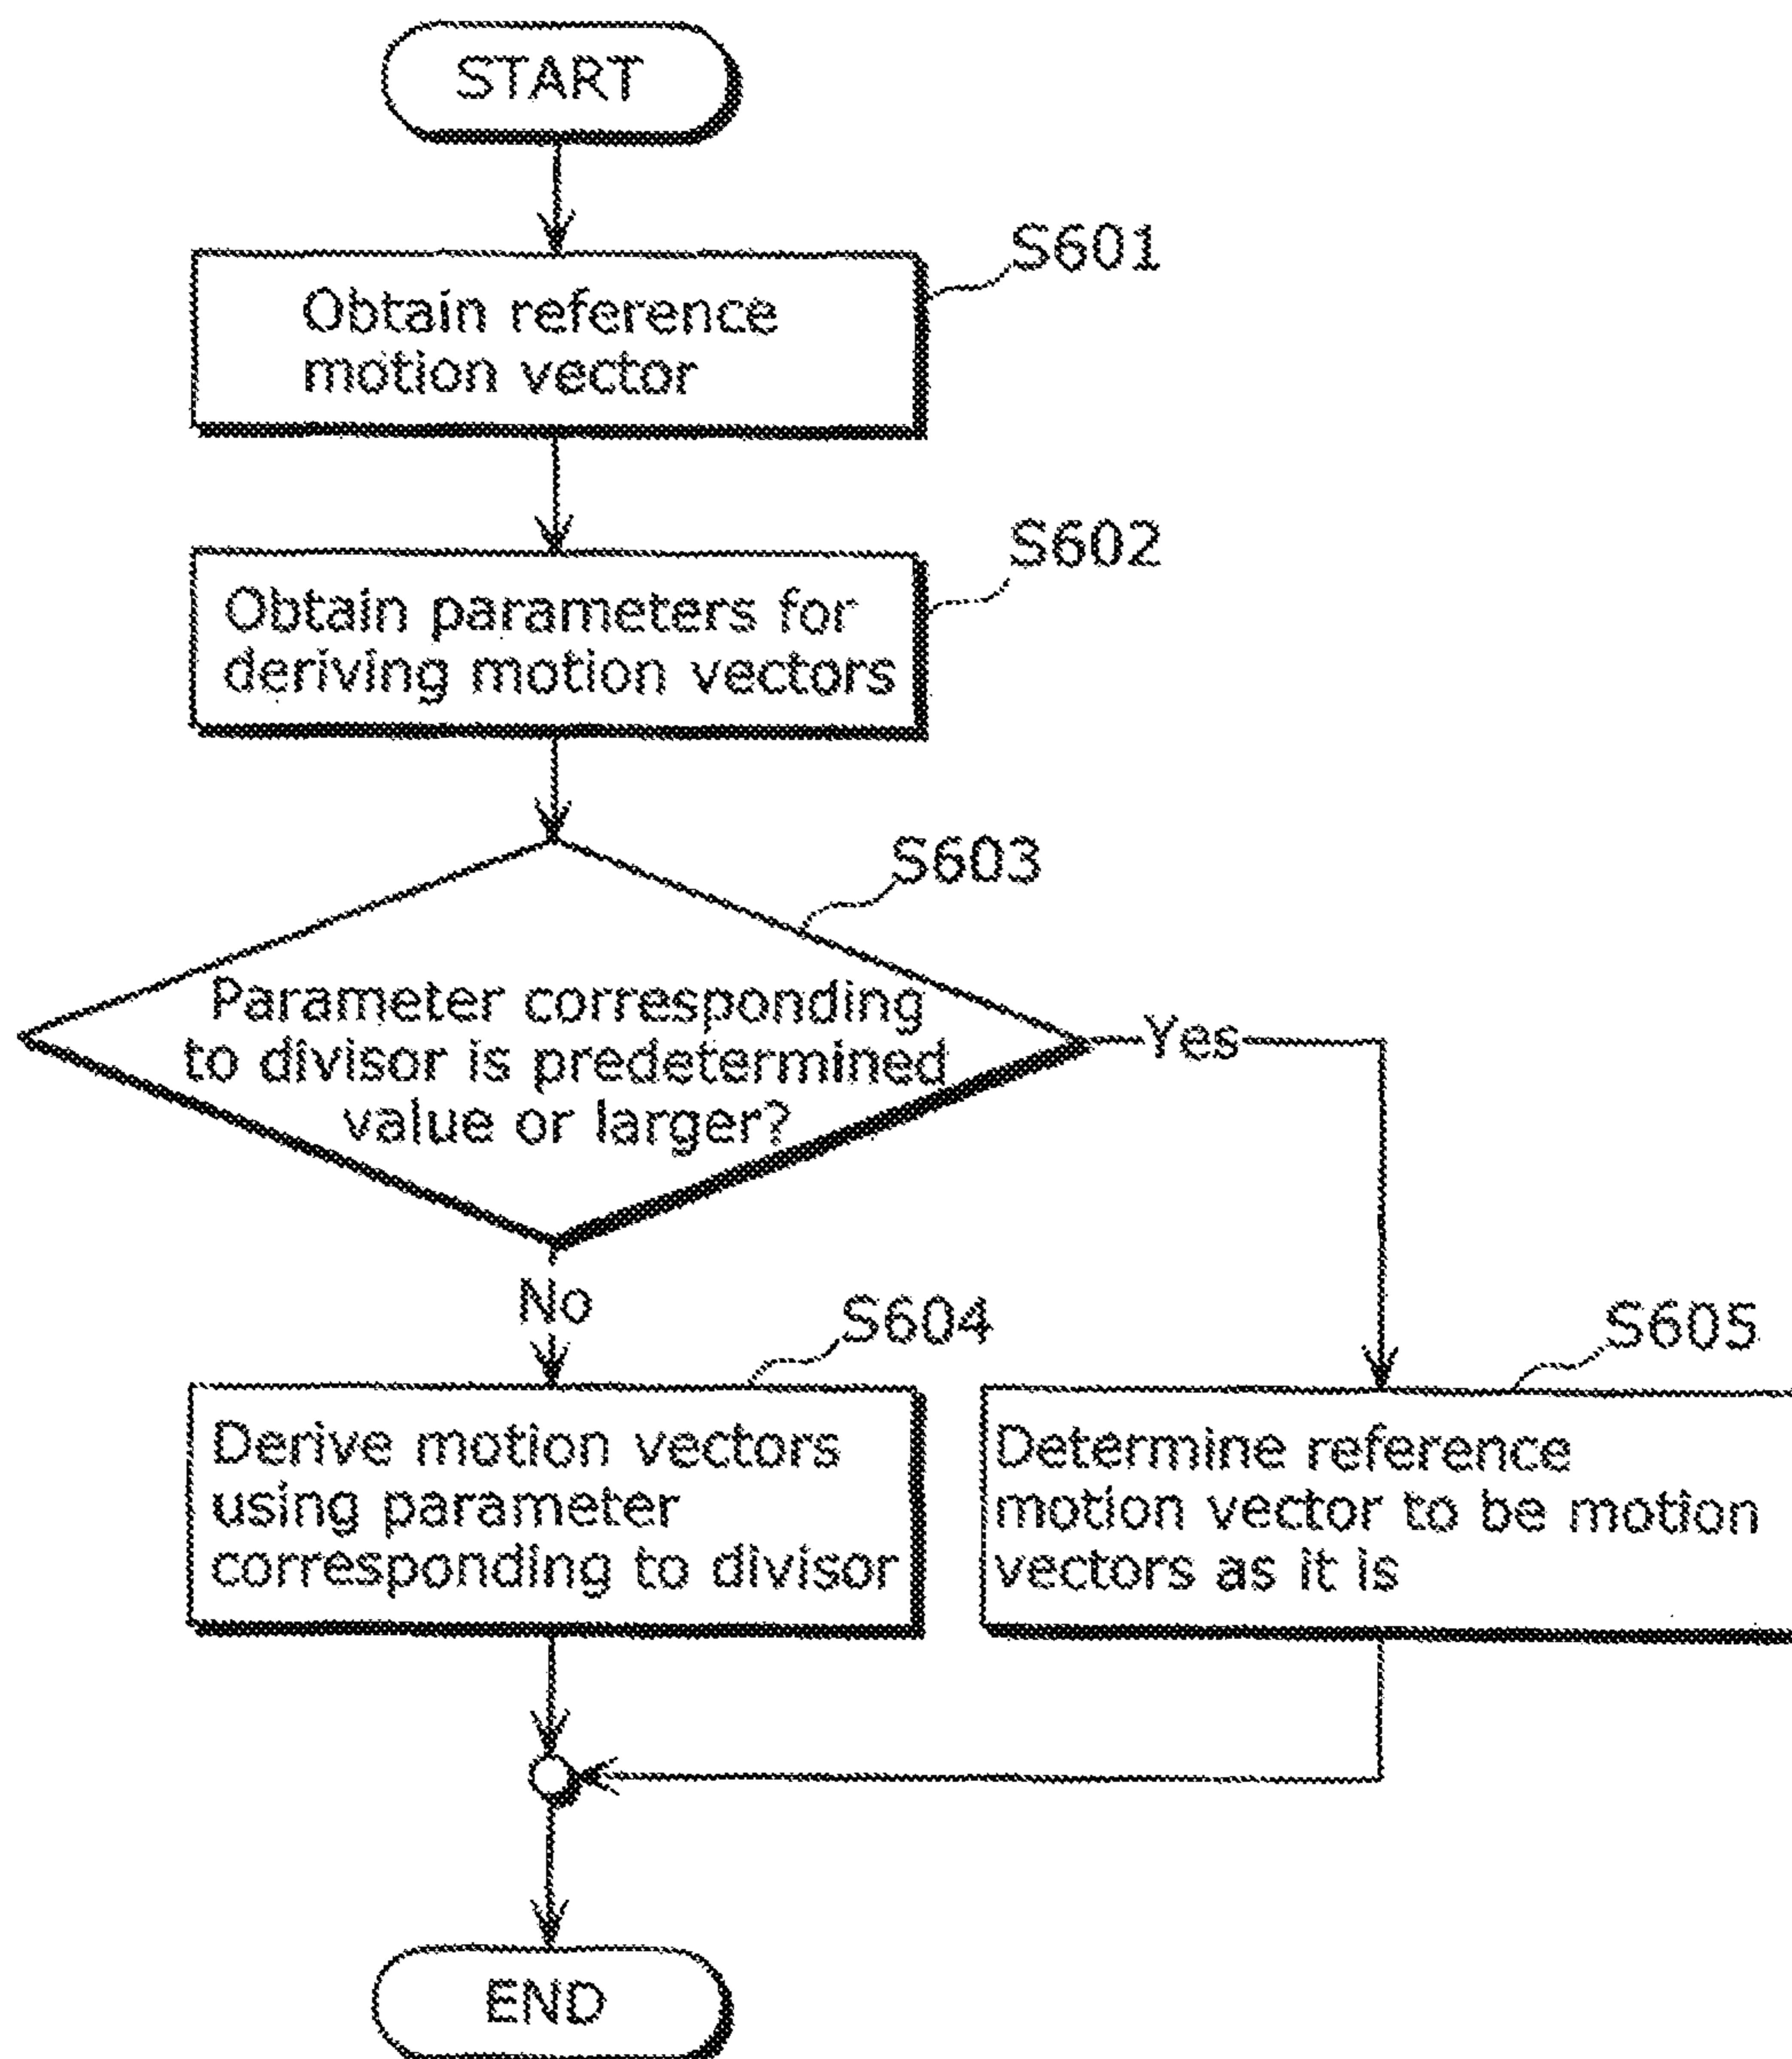 START
S601
Obtain reference
motion vector
S602
Obtain parameters for
deriving motion vectors
S603
Parameter corresponding
to divisor is predetermined
value or larger?
Yes
No
S604
Derive motion vectors
using parameter
corresponding to divisor
S605
Determine reference
motion vector to be motion
vectors as it is
END